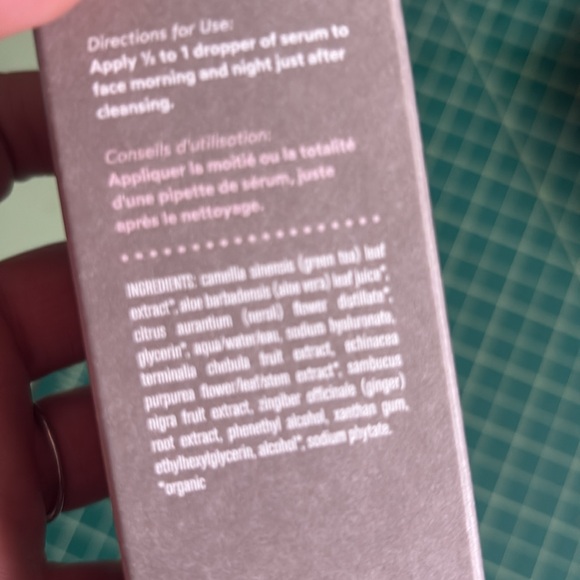 Directions for Use:
Apply ½ to 1 dropper of serum to
face morning and night just after
cleansing.
Conseils d'utilisation:
Appliquer la moitié ou la totalité
d'une pipette de sérum, juste
après le nettoyage.
INGREDIENTS: camellia sinensis (green tea) leaf
extract*, aloe barbadensis (aloe vera) leaf juice*,
citrus aurantium (neroli) flower distillate*,
glycerin*, aqua/water/eau, sodium hyaluronate,
terminalia chebula fruit extract, echinacea
purpurea flower/leaf/stem extract*, sambucus
nigra fruit extract, zingiber officinale (ginger)
root extract, phenethyl alcohol, xanthan gum,
ethylhexylglycerin, alcohol*, sodium phytate.
*organic